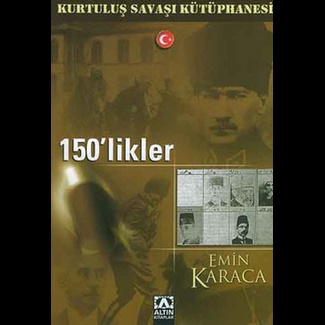 KURTULUŞ SAVAŞI KÜTÜPHANESİ
150'likler
EMİN
KARACA
ALTIN
KİTAPLAR